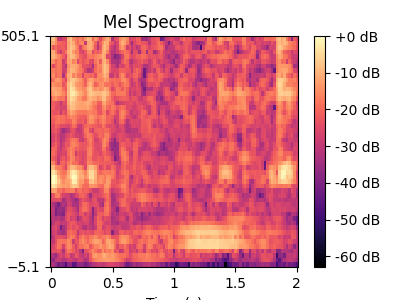 Mel Spectrogram
505.1
−5.1
0
0.5
1
1.5
2
+0 dB
-10 dB
-20 dB
-30 dB
-40 dB
-50 dB
-60 dB